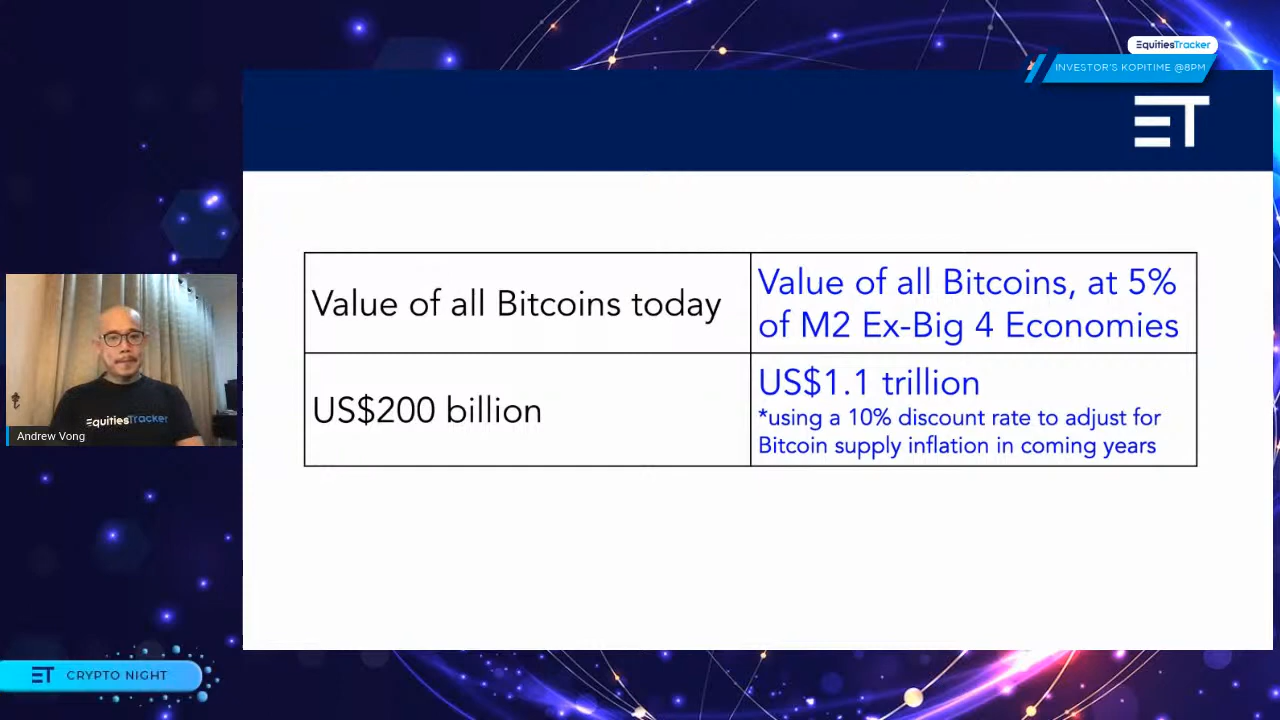 EquitiesTracker
INVESTOR'S KOPITIME @8PM
ET
Value of all Bitcoins today
Value of all Bitcoins, at 5%
of M2 Ex-Big 4 Economies
US$200 billion
US$1.1 trillion
*using a 10% discount rate to adjust for
Bitcoin supply inflation in coming years
EquitiesTracker
Andrew Vong
ET CRYPTO NIGHT